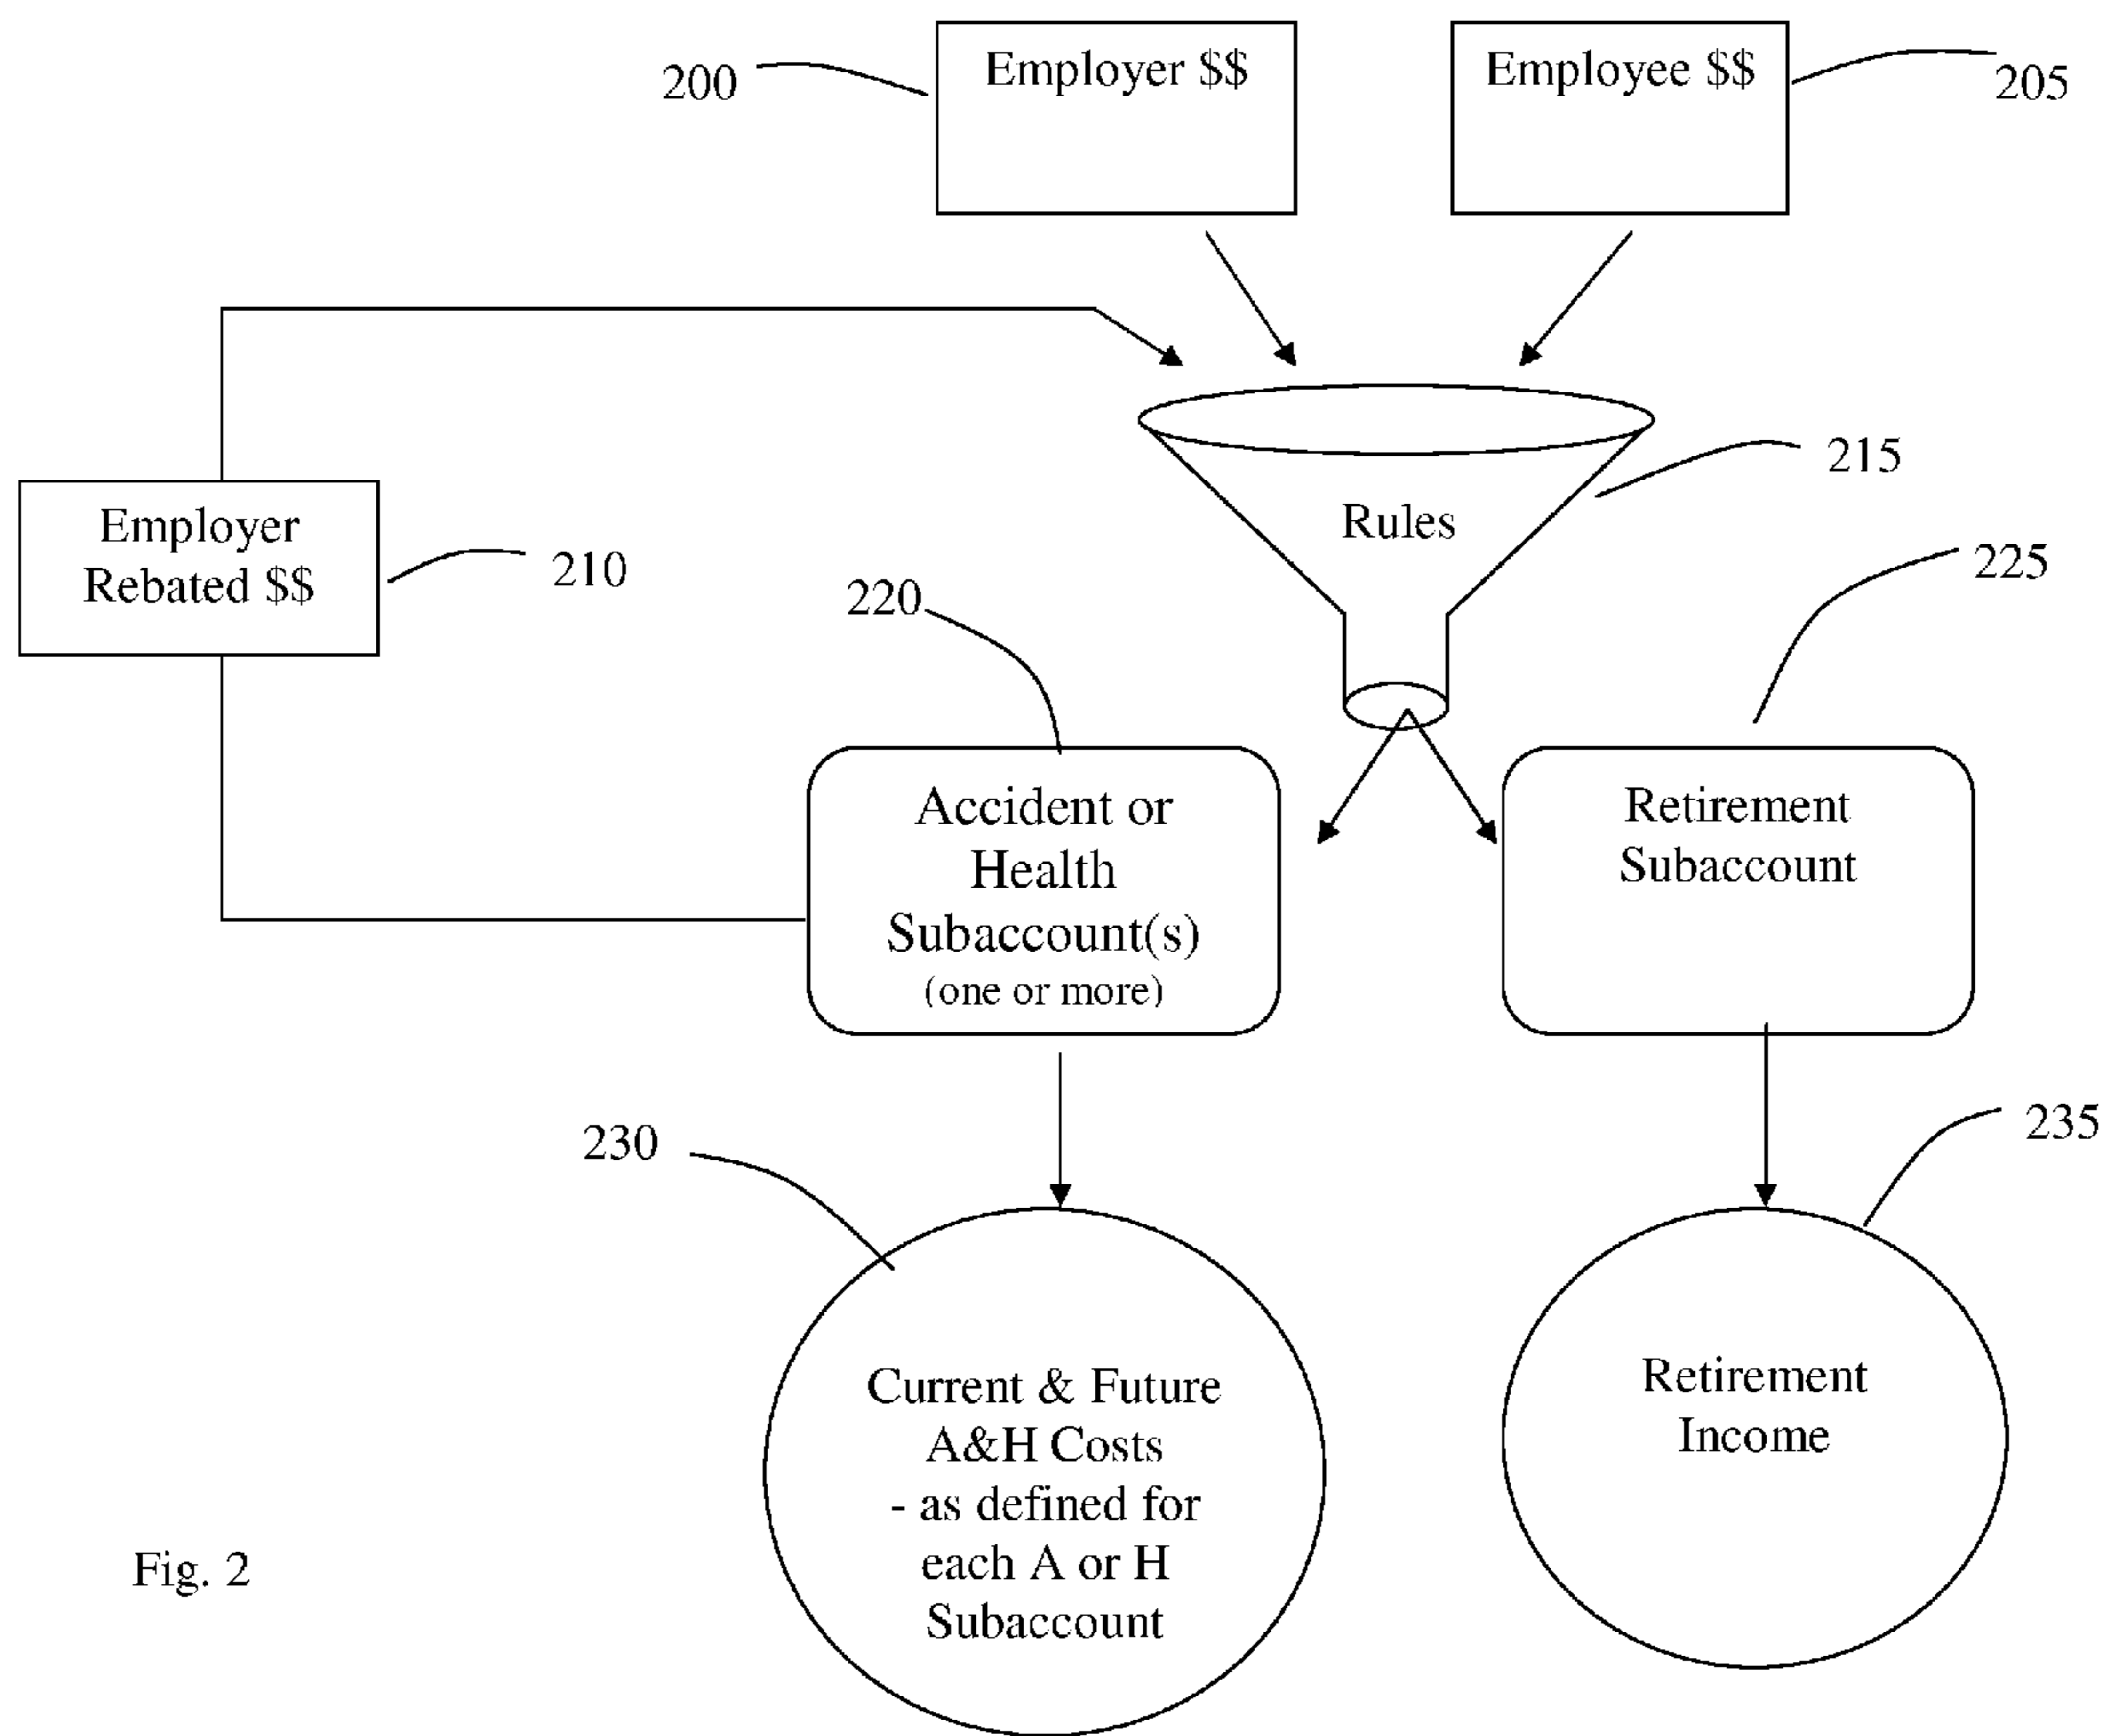 Employer $$
Employee $$
200
205
Employer
Rebated $$
210
Rules
215
220
225
Accident or
Health
Subaccount(s)
(one or more)
Retirement
Subaccount
230
235
Current & Future
A&H Costs
- as defined for
each A or H
Subaccount
Retirement
Income
Fig. 2